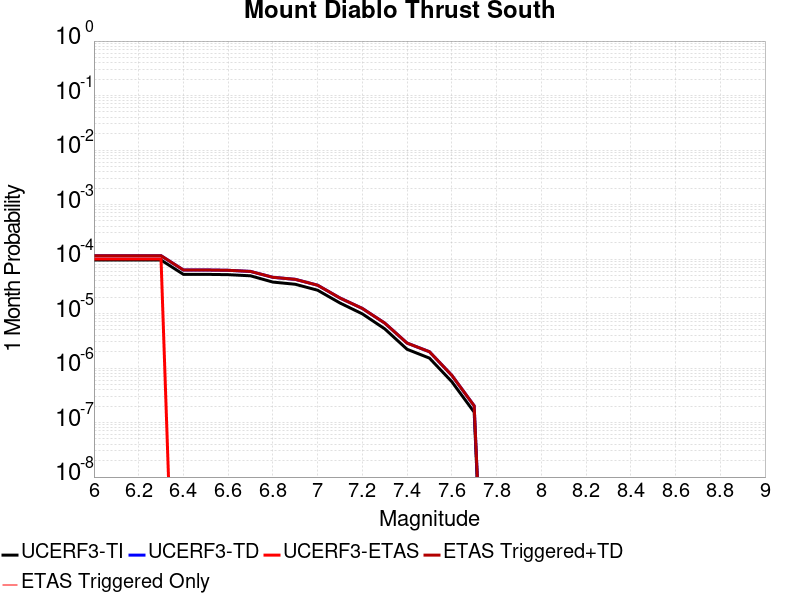 Mount Diablo Thrust South
10^0
10^-1
10^-2
10^-3
10^-4
10^-5
10^-6
10^-7
10^-8
1 Month Probability
6 6.2 6.4 6.6 6.8 7 7.2 7.4 7.6 7.8 8 8.2 8.4 8.6 8.8 9
Magnitude
UCERF3-TI UCERF3-TD UCERF3-ETAS ETAS Triggered+TD
ETAS Triggered Only